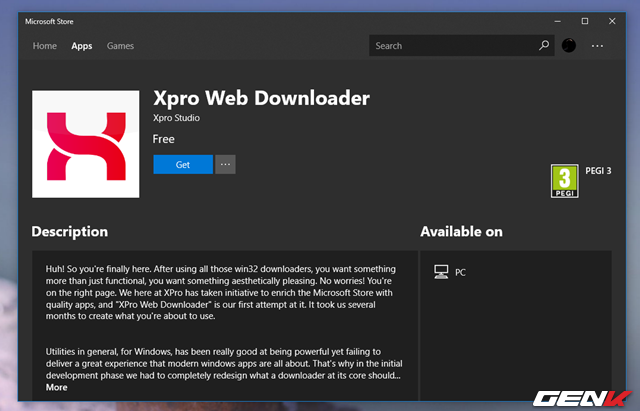 Microsoft Store
Home Apps Games
Search
Xpro Web Downloader
Xpro Studio
Free
Get
3
PEGI
PEGI 3
Description
Available on
Huh! So you're finally here. After using all those win32 downloaders, you want something
more than just functional, you want something aesthetically pleasing. No worries! You're
on the right page. We here at XPro has taken initiative to enrich the Microsoft Store with
quality apps, and "XPro Web Downloader" is our first attempt at it. It took us several
months to create what you're about to use.
PC
Utilities in general, for Windows, has been really good at being powerful yet failing to
deliver a great experience that modern windows apps are all about. That's why in the initial
development phase we had to completely redesign what a downloader at its core should...
More
GENK